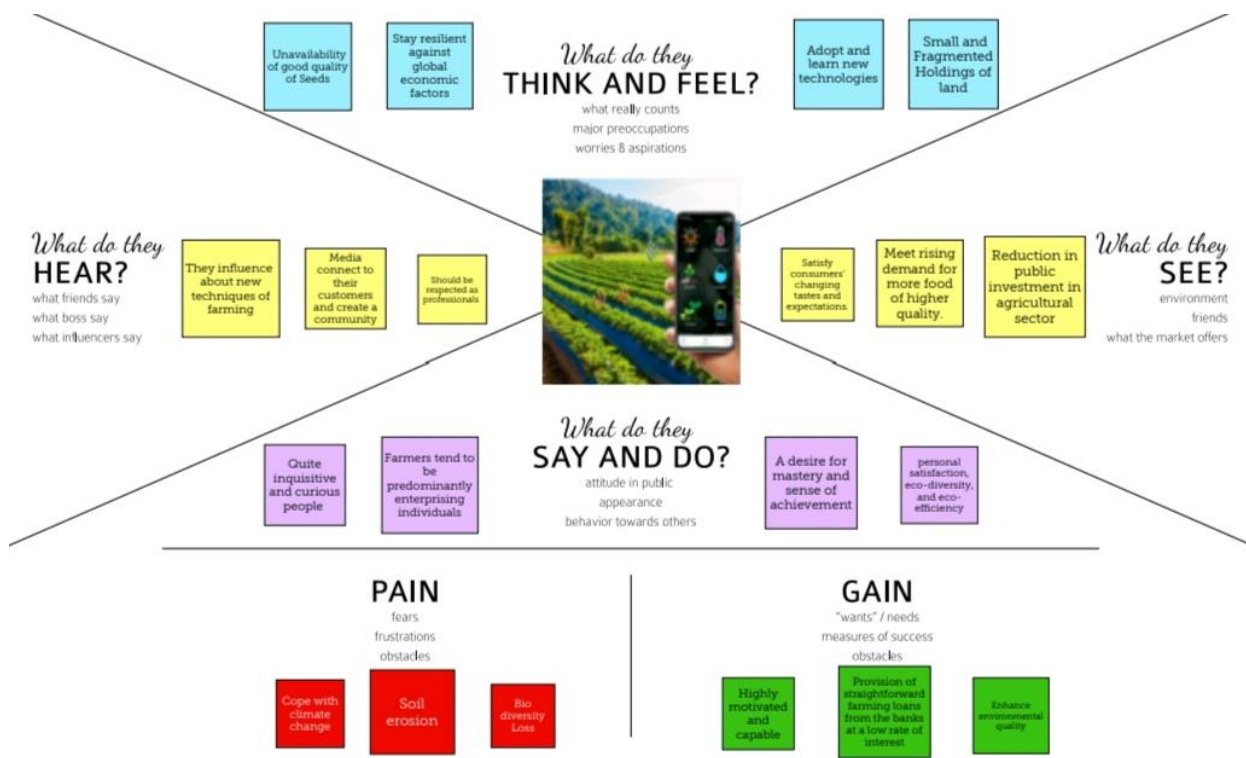 Unavailability
of good quality
of Seeds
Stay resilient
against
global
economic
factors
What do they
THINK AND FEEL?
what really counts
major preoccupations
worries & aspirations
Adopt and
learn new
technologies
Small and
Fragmented
Holdings of
land
What do they
HEAR?
what friends say
what boss say
what influencers say
They influence
about new
techniques of
farming
Media
connect to
their
customers
and create a
community
Should be
respected as
professionals
Satisfy
consumers'
changing
tastes and
expectations.
Meet rising
demand for
more food
of higher
quality.
Reduction in
public
investment in
agricultural
sector
What do they
SEE?
environment
friends
what the market offers
Quite
inquisitive
and curious
people
Farmers tend to
be
predominantly
enterprising
individuals
What do they
SAY AND DO?
attitude in public
appearance
behavior towards others
A desire for
mastery and
sense of
achievement
personal
satisfaction,
eco-diversity,
and eco-
efficiency
PAIN
fears
frustrations
obstacles
Cope with
climate
change
Soil
erosion
Bio
diversity
Loss
GAIN
"wants" / needs
measures of success
obstacles
Highly
motivated
and
capable
Provision of
straightforward
farming loans
from the banks
at a low rate of
interest
Enhance
environmental
quality